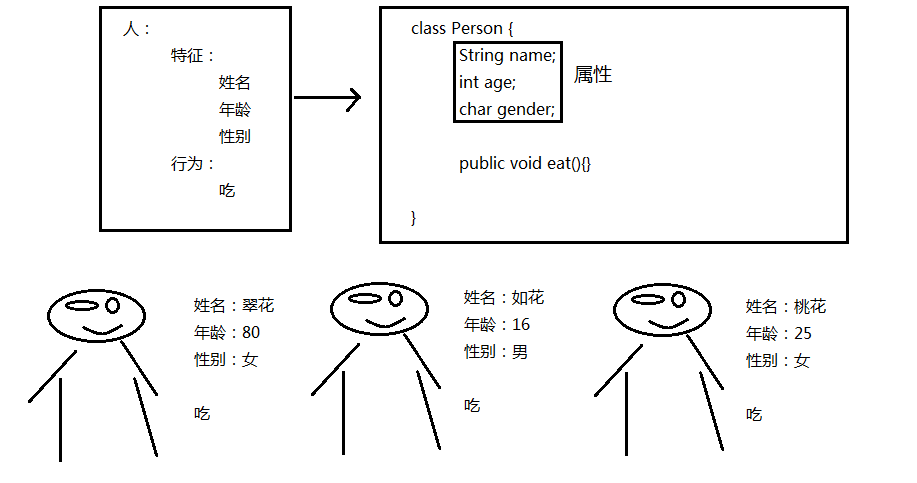 人：
特征：
姓名
年龄
性别
行为：
吃
class Person {
String name;
int age;
char gender;
属性
public void eat(){}
}
姓名：翠花
年龄：80
性别：女
吃
姓名：如花
年龄：16
性别：男
吃
姓名：桃花
年龄：25
性别：女
吃